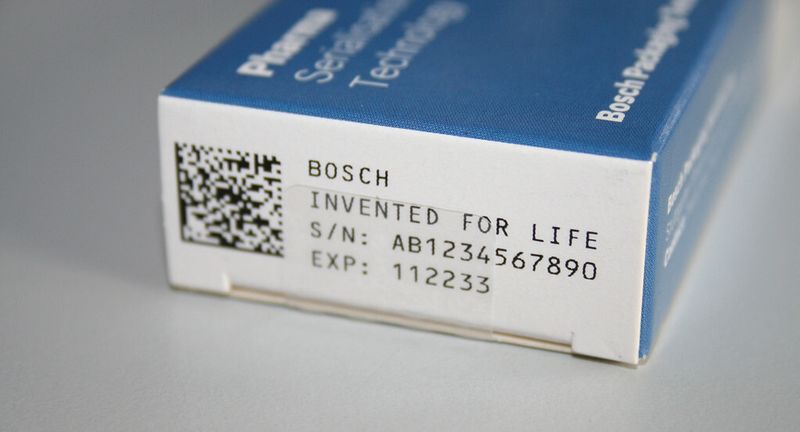 Pharma
Serialisation
Technology
Bosch Packaging
BOSCH
INVENTED FOR LIFE
S/N: AB1234567890
EXP: 112233